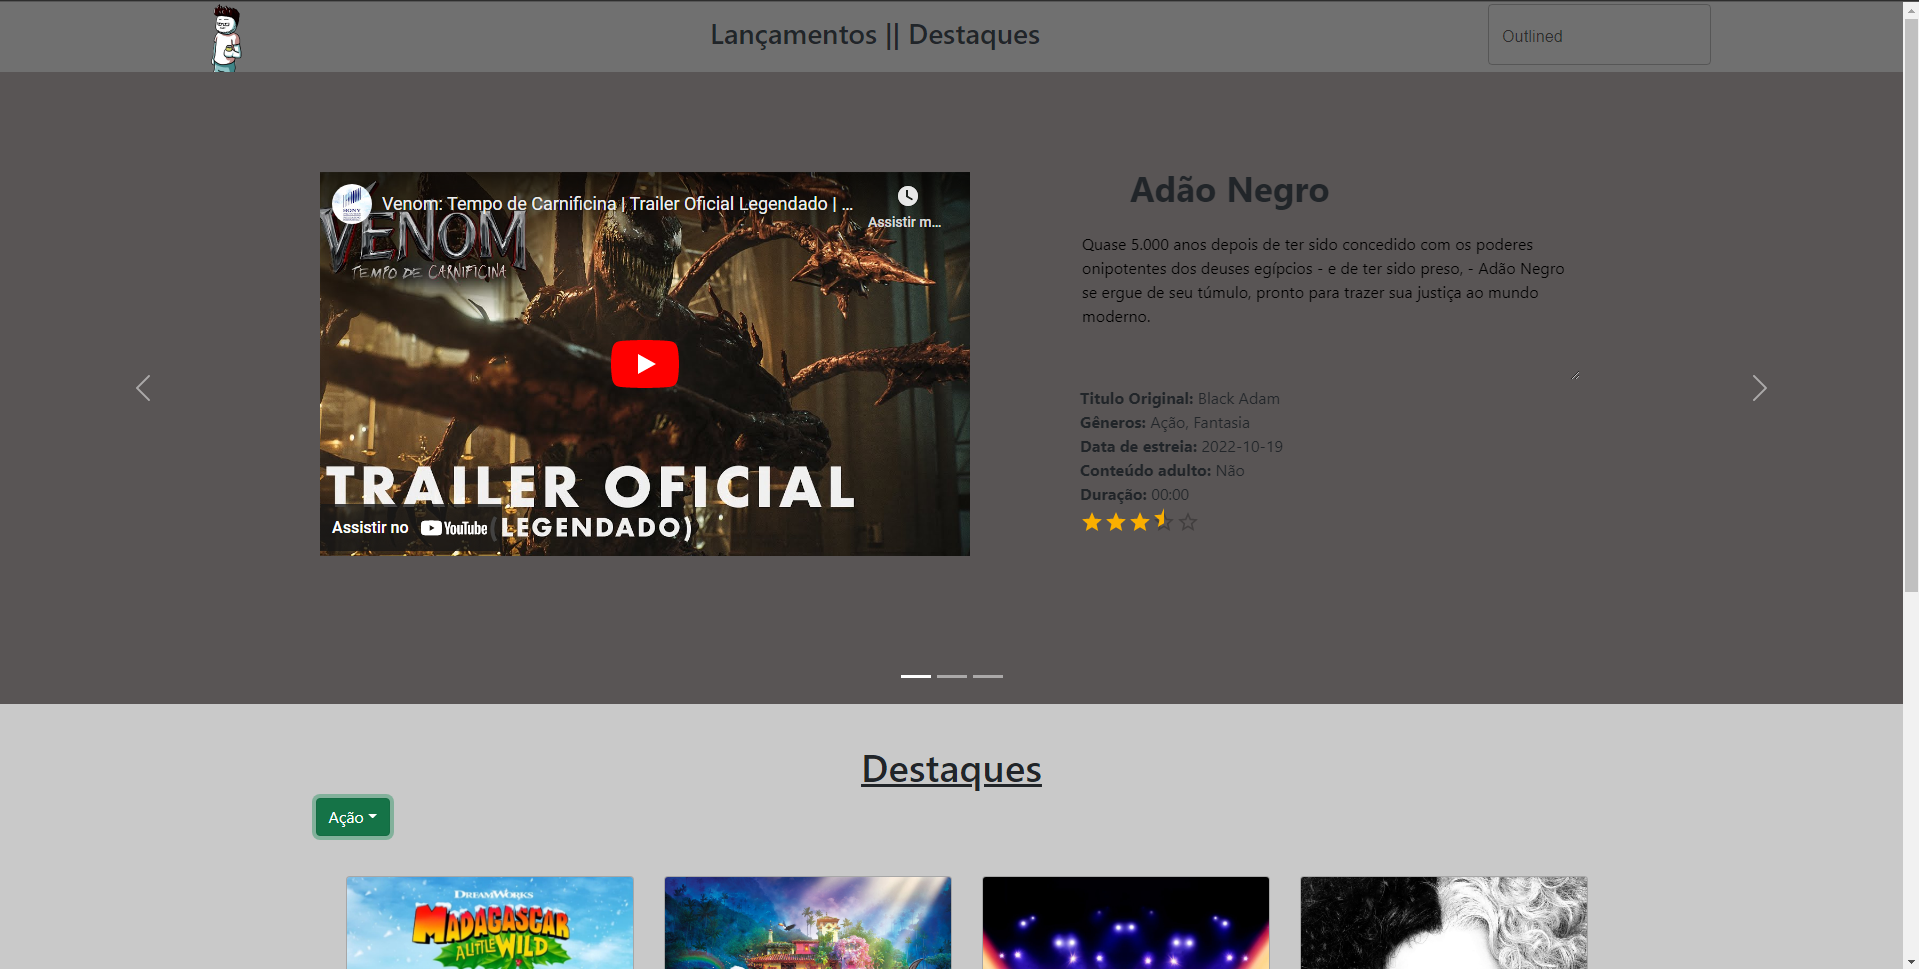 Lançamentos || Destaques
Outlined
Venom: Tempo de Carnificina | Trailer Oficial Legendado | ...
Assistir m...
SONY
VENOM
TEMPO DE CARNIFICINA
TRAILER OFICIAL
(LEGENDADO)
Assistir no YouTube
Adão Negro
Quase 5.000 anos depois de ter sido concedido com os poderes
onipotentes dos deuses egípcios - e de ter sido preso, - Adão Negro
se ergue de seu túmulo, pronto para trazer sua justiça ao mundo
moderno.
Titulo Original: Black Adam
Gêneros: Ação, Fantasia
Data de estreia: 2022-10-19
Conteúdo adulto: Não
Duração: 00:00
Destaques
Ação
DREAMWORKS
MADAGASCAR
A LITTLE WILD